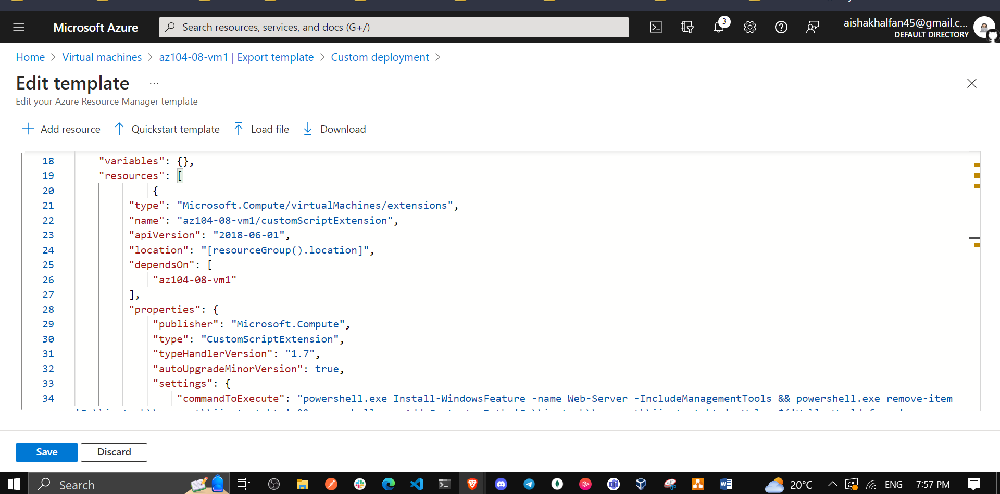 Microsoft Azure
Search resources, services, and docs (G+/)
3
aishakhalfan45@gmail.c...
DEFAULT DIRECTORY
Home > Virtual machines > az104-08-vm1 | Export template > Custom deployment >
Edit template ...
Edit your Azure Resource Manager template
Add resource Quickstart template Load file Download
18 "variables": {},
19 "resources": [
20 {
21 "type": "Microsoft.Compute/virtualMachines/extensions",
22 "name": "az104-08-vm1/customScriptExtension",
23 "apiVersion": "2018-06-01",
24 "location": "[resourceGroup().location]",
25 "dependsOn": [
26 "az104-08-vm1"
27 ],
28 "properties": {
29 "publisher": "Microsoft.Compute",
30 "type": "CustomScriptExtension",
31 "typeHandlerVersion": "1.7",
32 "autoUpgradeMinorVersion": true,
33 "settings": {
34 "commandToExecute": "powershell.exe Install-WindowsFeature -name Web-Server -IncludeManagementTools && powershell.exe remove-item
Save Discard
Search
20°C
ENG
7:57 PM